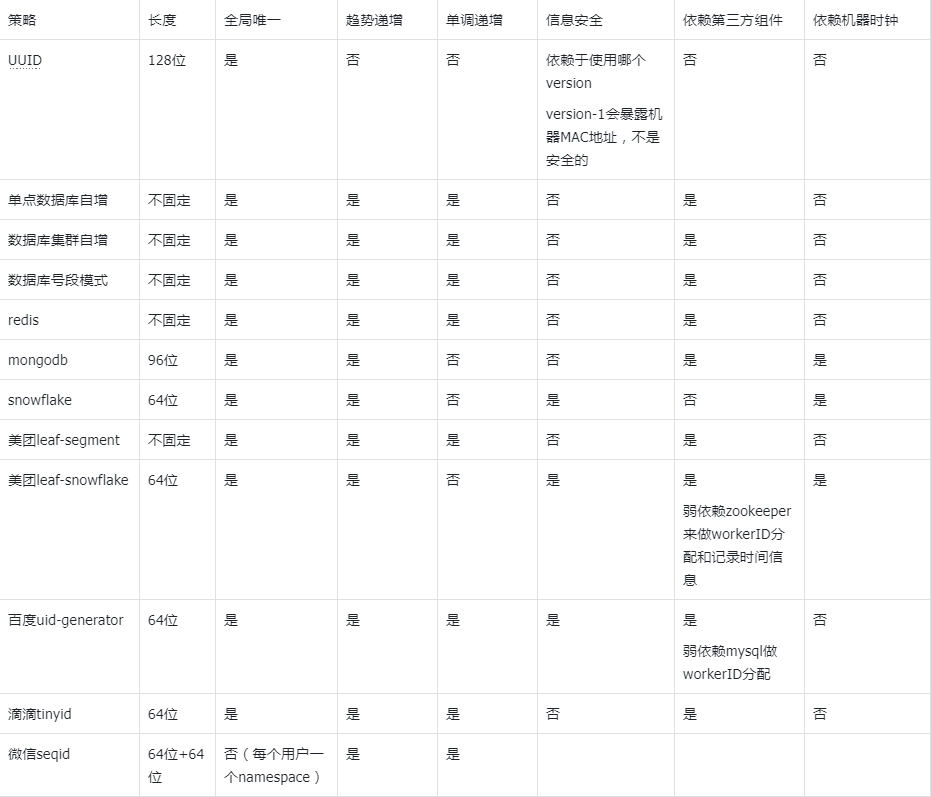 策略 长度 全局唯一 趋势递增 单调递增 信息安全 依赖第三方组件 依赖机器时钟
UUID 128位 是 否 否 依赖于使用哪个 否 否
version
version-1会暴露机
器MAC地址，不是
安全的
单点数据库自增 不固定 是 是 是 否 是 否
数据库集群自增 不固定 是 是 是 否 是 否
数据库号段模式 不固定 是 是 是 否 是 否
redis 不固定 是 是 是 否 是 否
mongodb 96位 是 是 否 否 是 是
snowflake 64位 是 是 否 是 否 是
美团leaf-segment 不固定 是 是 是 否 是 否
美团leaf-snowflake 64位 是 是 否 是 是 是
弱依赖zookeeper
来做workerID分
配和记录时间信
息
百度uid-generator 64位 是 是 是 是 是 否
弱依赖mysql做
workerID分配
滴滴tinyid 64位 是 是 是 否 是 否
微信seqid 64位+64 否（每个用户一 是 是
位 个namespace）